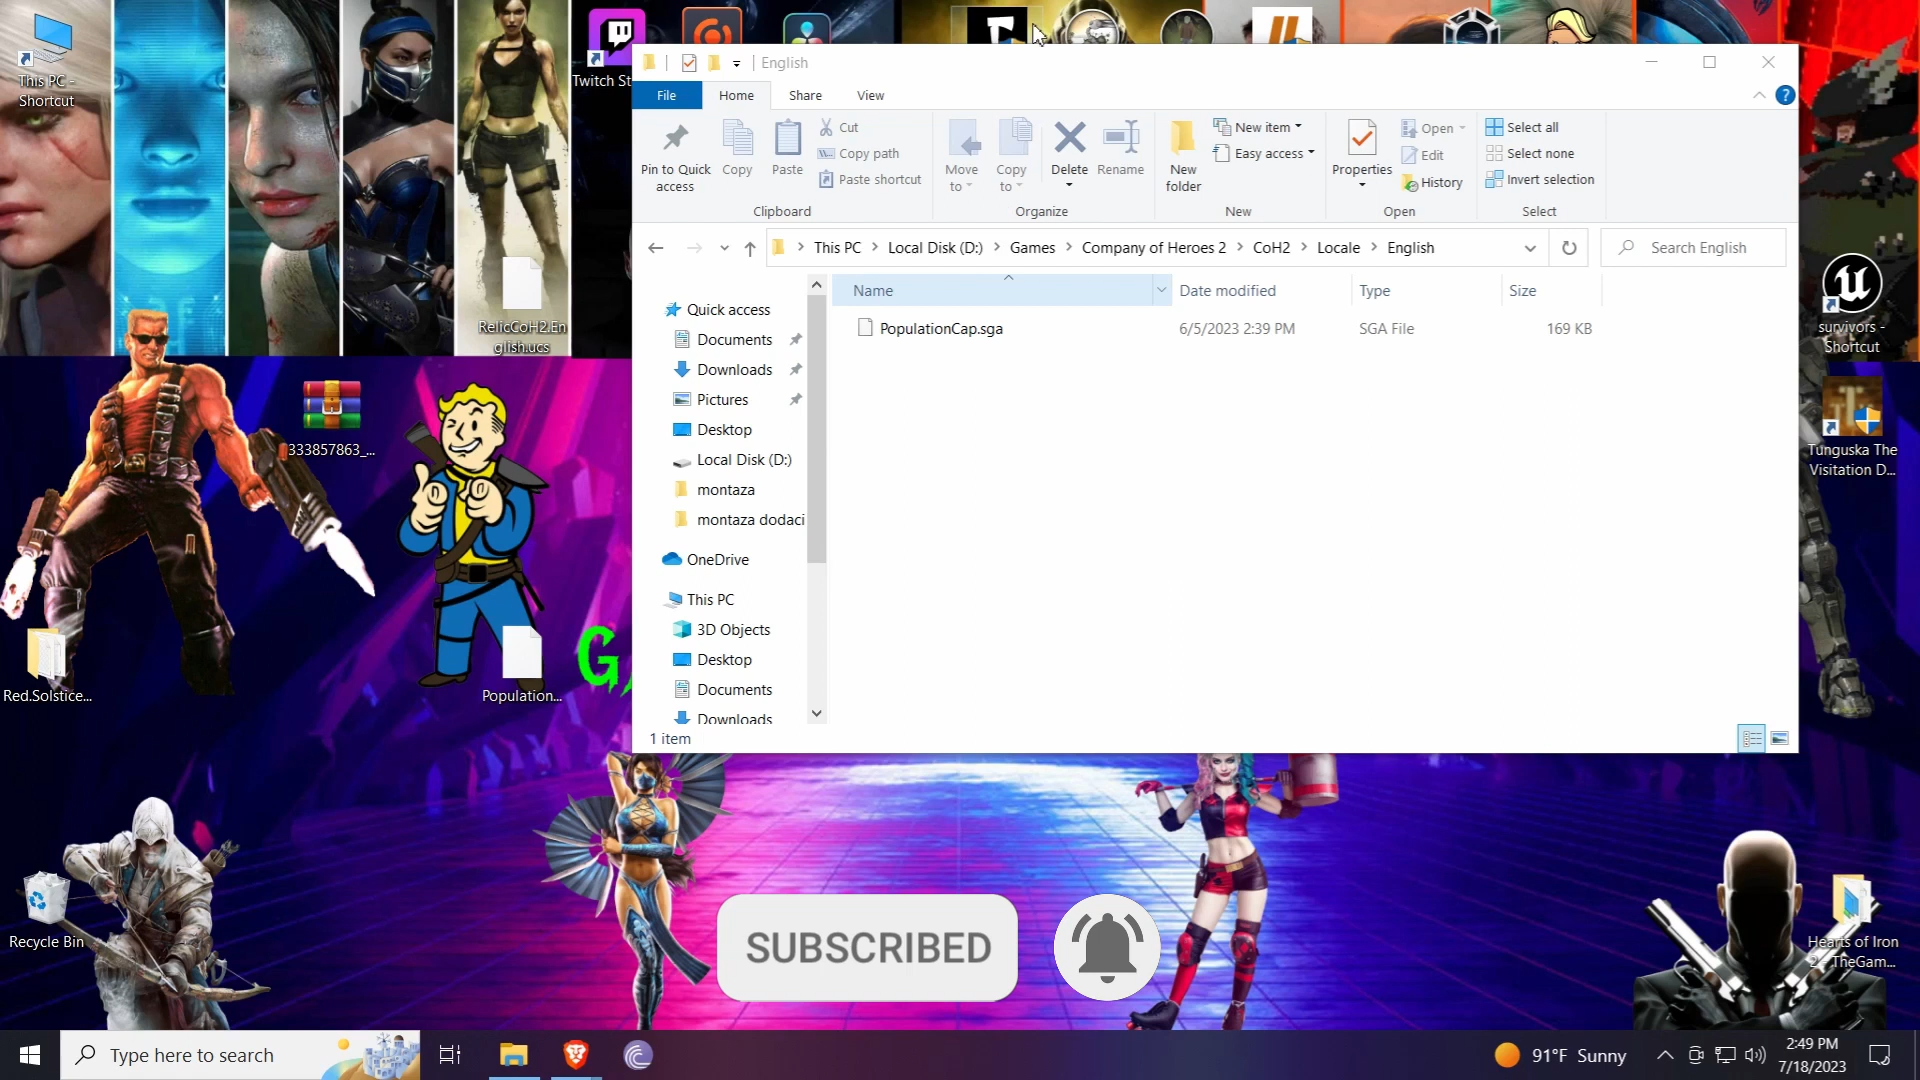 This PC -
Shortcut
Twitch St
RelicCoH2.En
glish.ucs
333857863_...
Red.Solstice...
Population...
G
Recycle Bin
English
File
Home
Share
View
Pin to Quick
access
Copy
Paste
Cut
Copy path
Paste shortcut
Clipboard
Move
to
Copy
to
Delete
Rename
Organize
New
folder
New item
Easy access
New
Properties
Open
Edit
History
Open
Select all
Select none
Invert selection
Select
This PC
Local Disk (D:)
Games
Company of Heroes 2
CoH2
Locale
English
Search English
Name
Date modified
Type
Size
PopulationCap.sga
6/5/2023 2:39 PM
SGA File
169 KB
Quick access
Documents
Downloads
Pictures
Desktop
Local Disk (D:)
montaza
montaza dodaci
OneDrive
This PC
3D Objects
Desktop
Documents
Downloads
1 item
survivors -
Shortcut
Tunguska The
Visitation D...
Hearts of Iron
2 - TheGam...
SUBSCRIBED
Type here to search
91°F Sunny
2:49 PM
7/18/2023